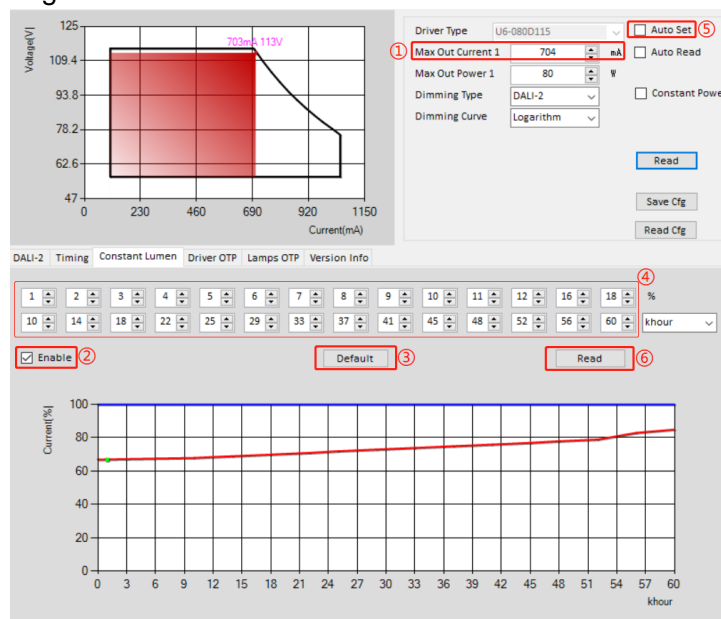 Voltage[V]
125
109.4
93.8
78.2
62.6
47
703mA 113V
0 230 460 690 920 1150
Current(mA)
Driver Type U6-080D115
Auto Set ⑤
① Max Out Current 1 704 mA
Auto Read
Max Out Power 1 80 W
Dimming Type DALI-2
Constant Powe
Dimming Curve Logarithm
Read
Save Cfg
Read Cfg
DALI-2 Timing Constant Lumen Driver OTP Lamps OTP Version Info
④
1 2 3 4 5 6 7 8 9 10 11 12 16 18 %
10 14 18 22 25 29 33 37 41 45 48 52 56 60 khour
Enable ② Default ③ Read ⑥
Current[%]
100
80
60
40
20
0
0 3 6 9 12 15 18 21 24 27 30 33 36 39 42 45 48 51 54 57 60
khour